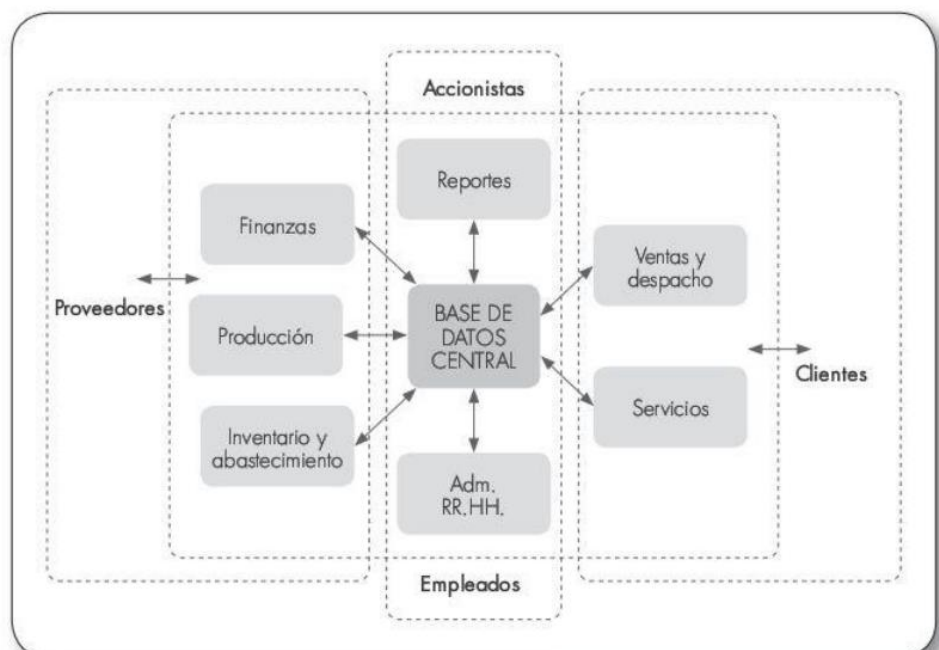 Accionistas
Reportes
Finanzas
Ventas y
despacho
Proveedores
BASE DE
DATOS
CENTRAL
Producción
Clientes
Servicios
Inventario y
abastecimiento
Adm.
RR.HH.
Empleados